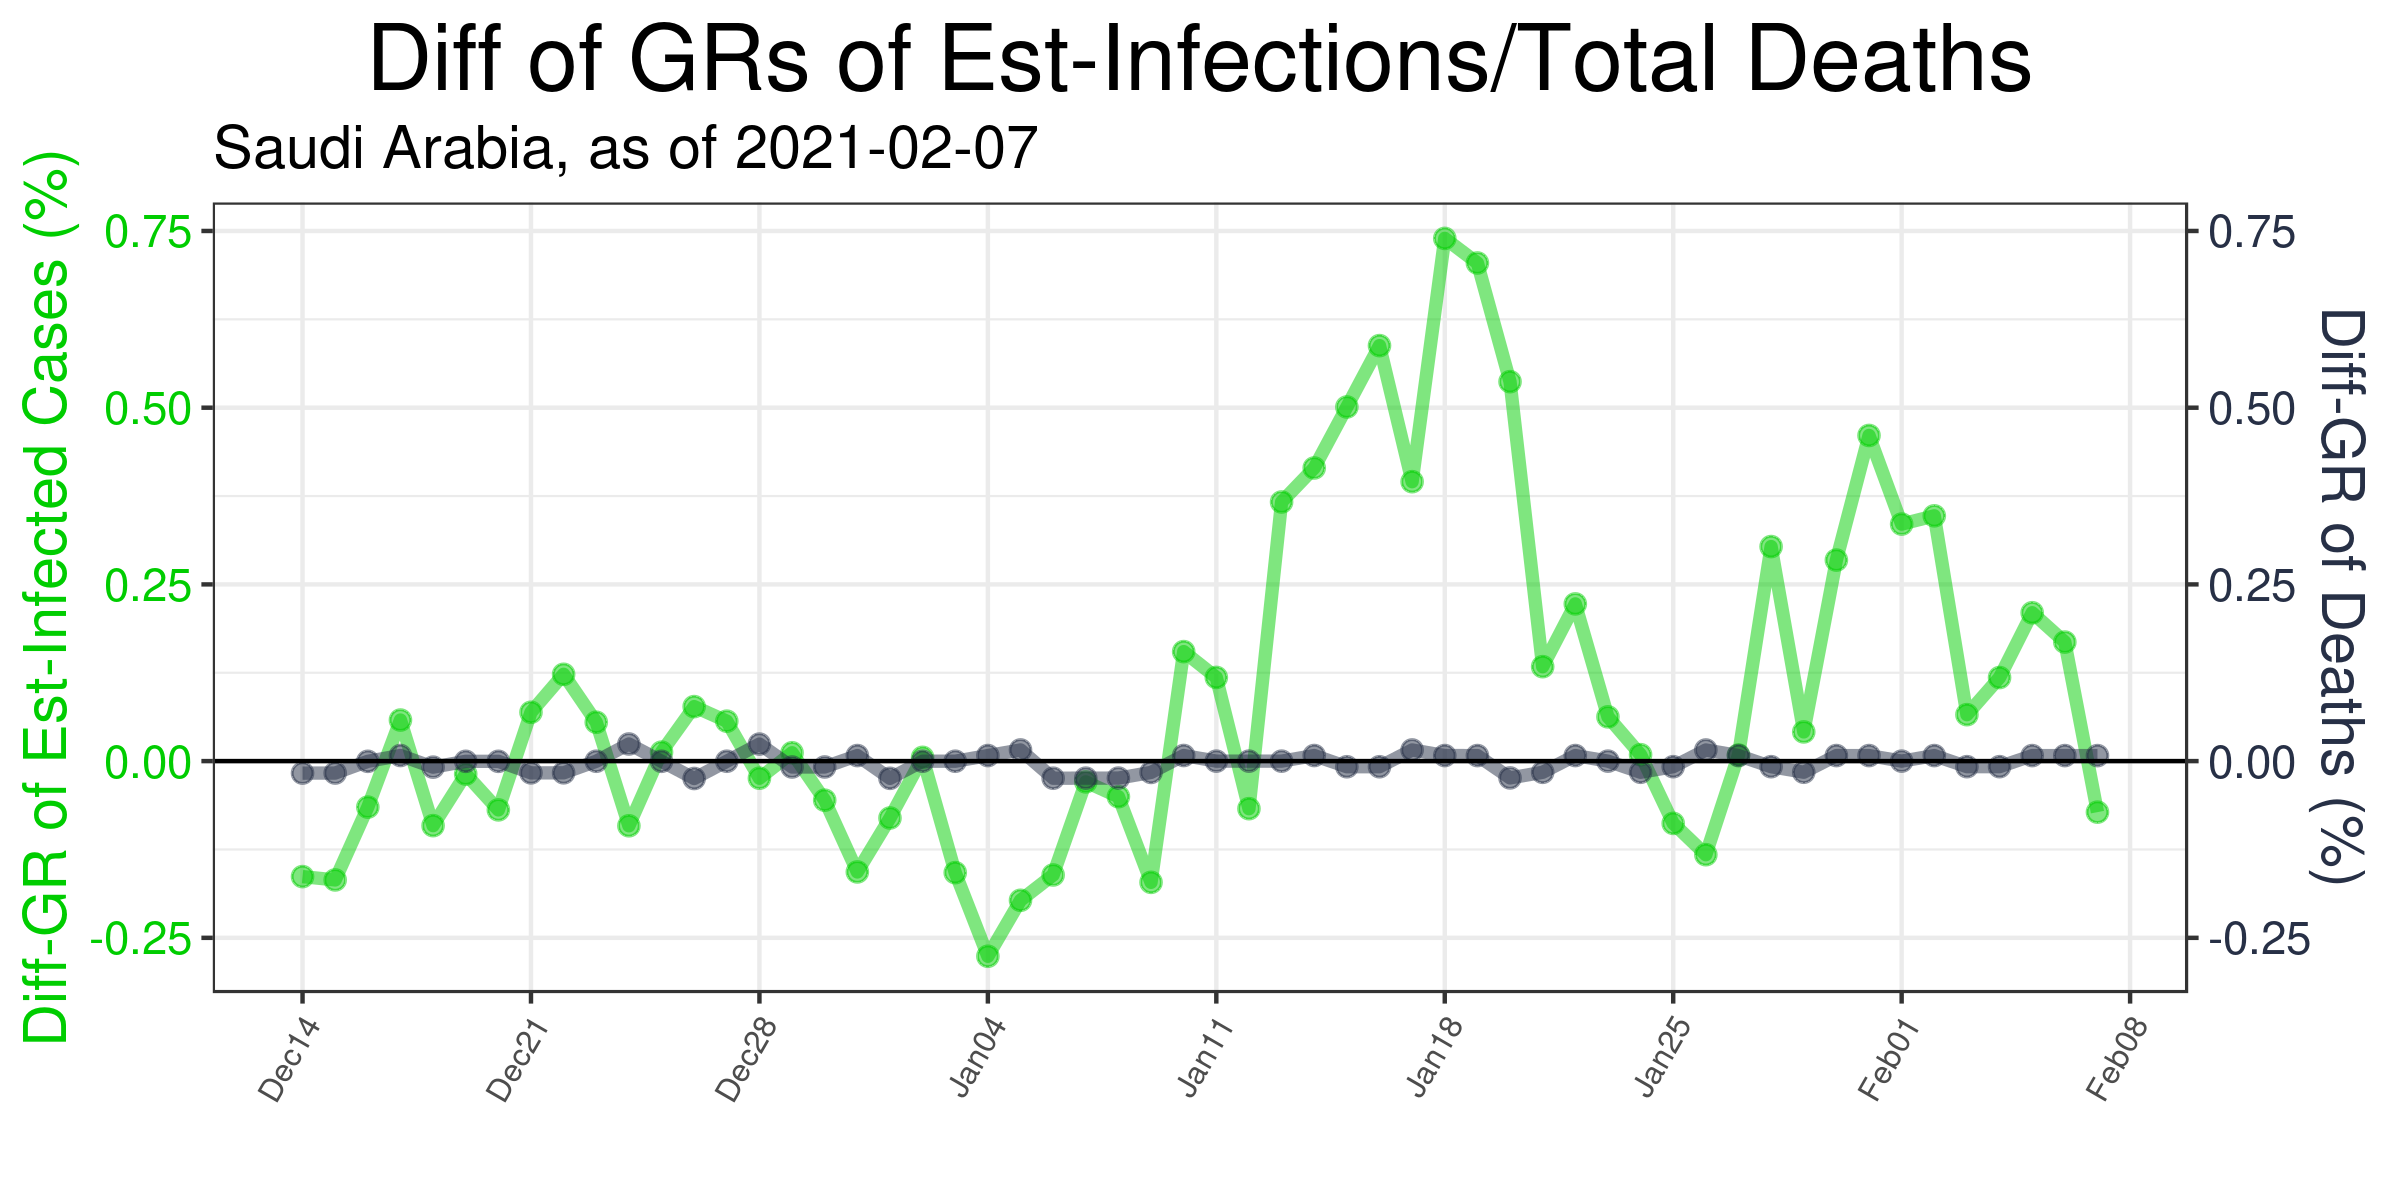 Diff of GRs of Est-Infections/Total Deaths
Saudi Arabia, as of 2021-02-07
Diff-GR of Est-Infected Cases (%)
0.75
0.50
0.25
0.00
-0.25
0.75
0.50
0.25
0.00
-0.25
Diff-GR of Deaths (%)
Dec14
Dec21
Dec28
Jan04
Jan11
Jan18
Jan25
Feb01
Feb08